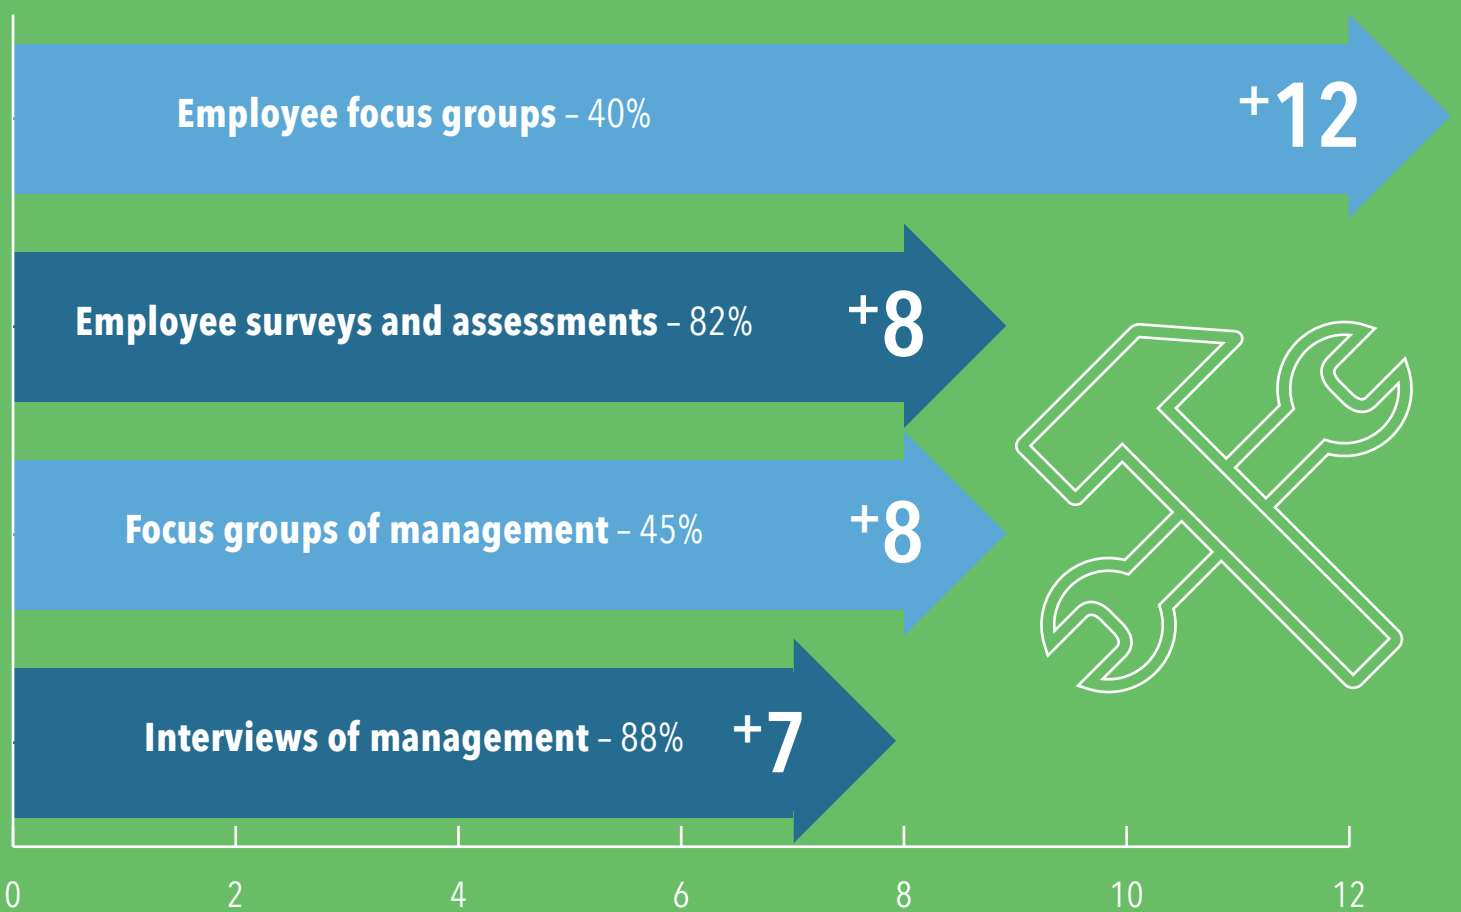 Employee focus groups – 40% +12
Employee surveys and assessments – 82% +8
Focus groups of management – 45% +8
Interviews of management – 88% +7
0 2 4 6 8 10 12